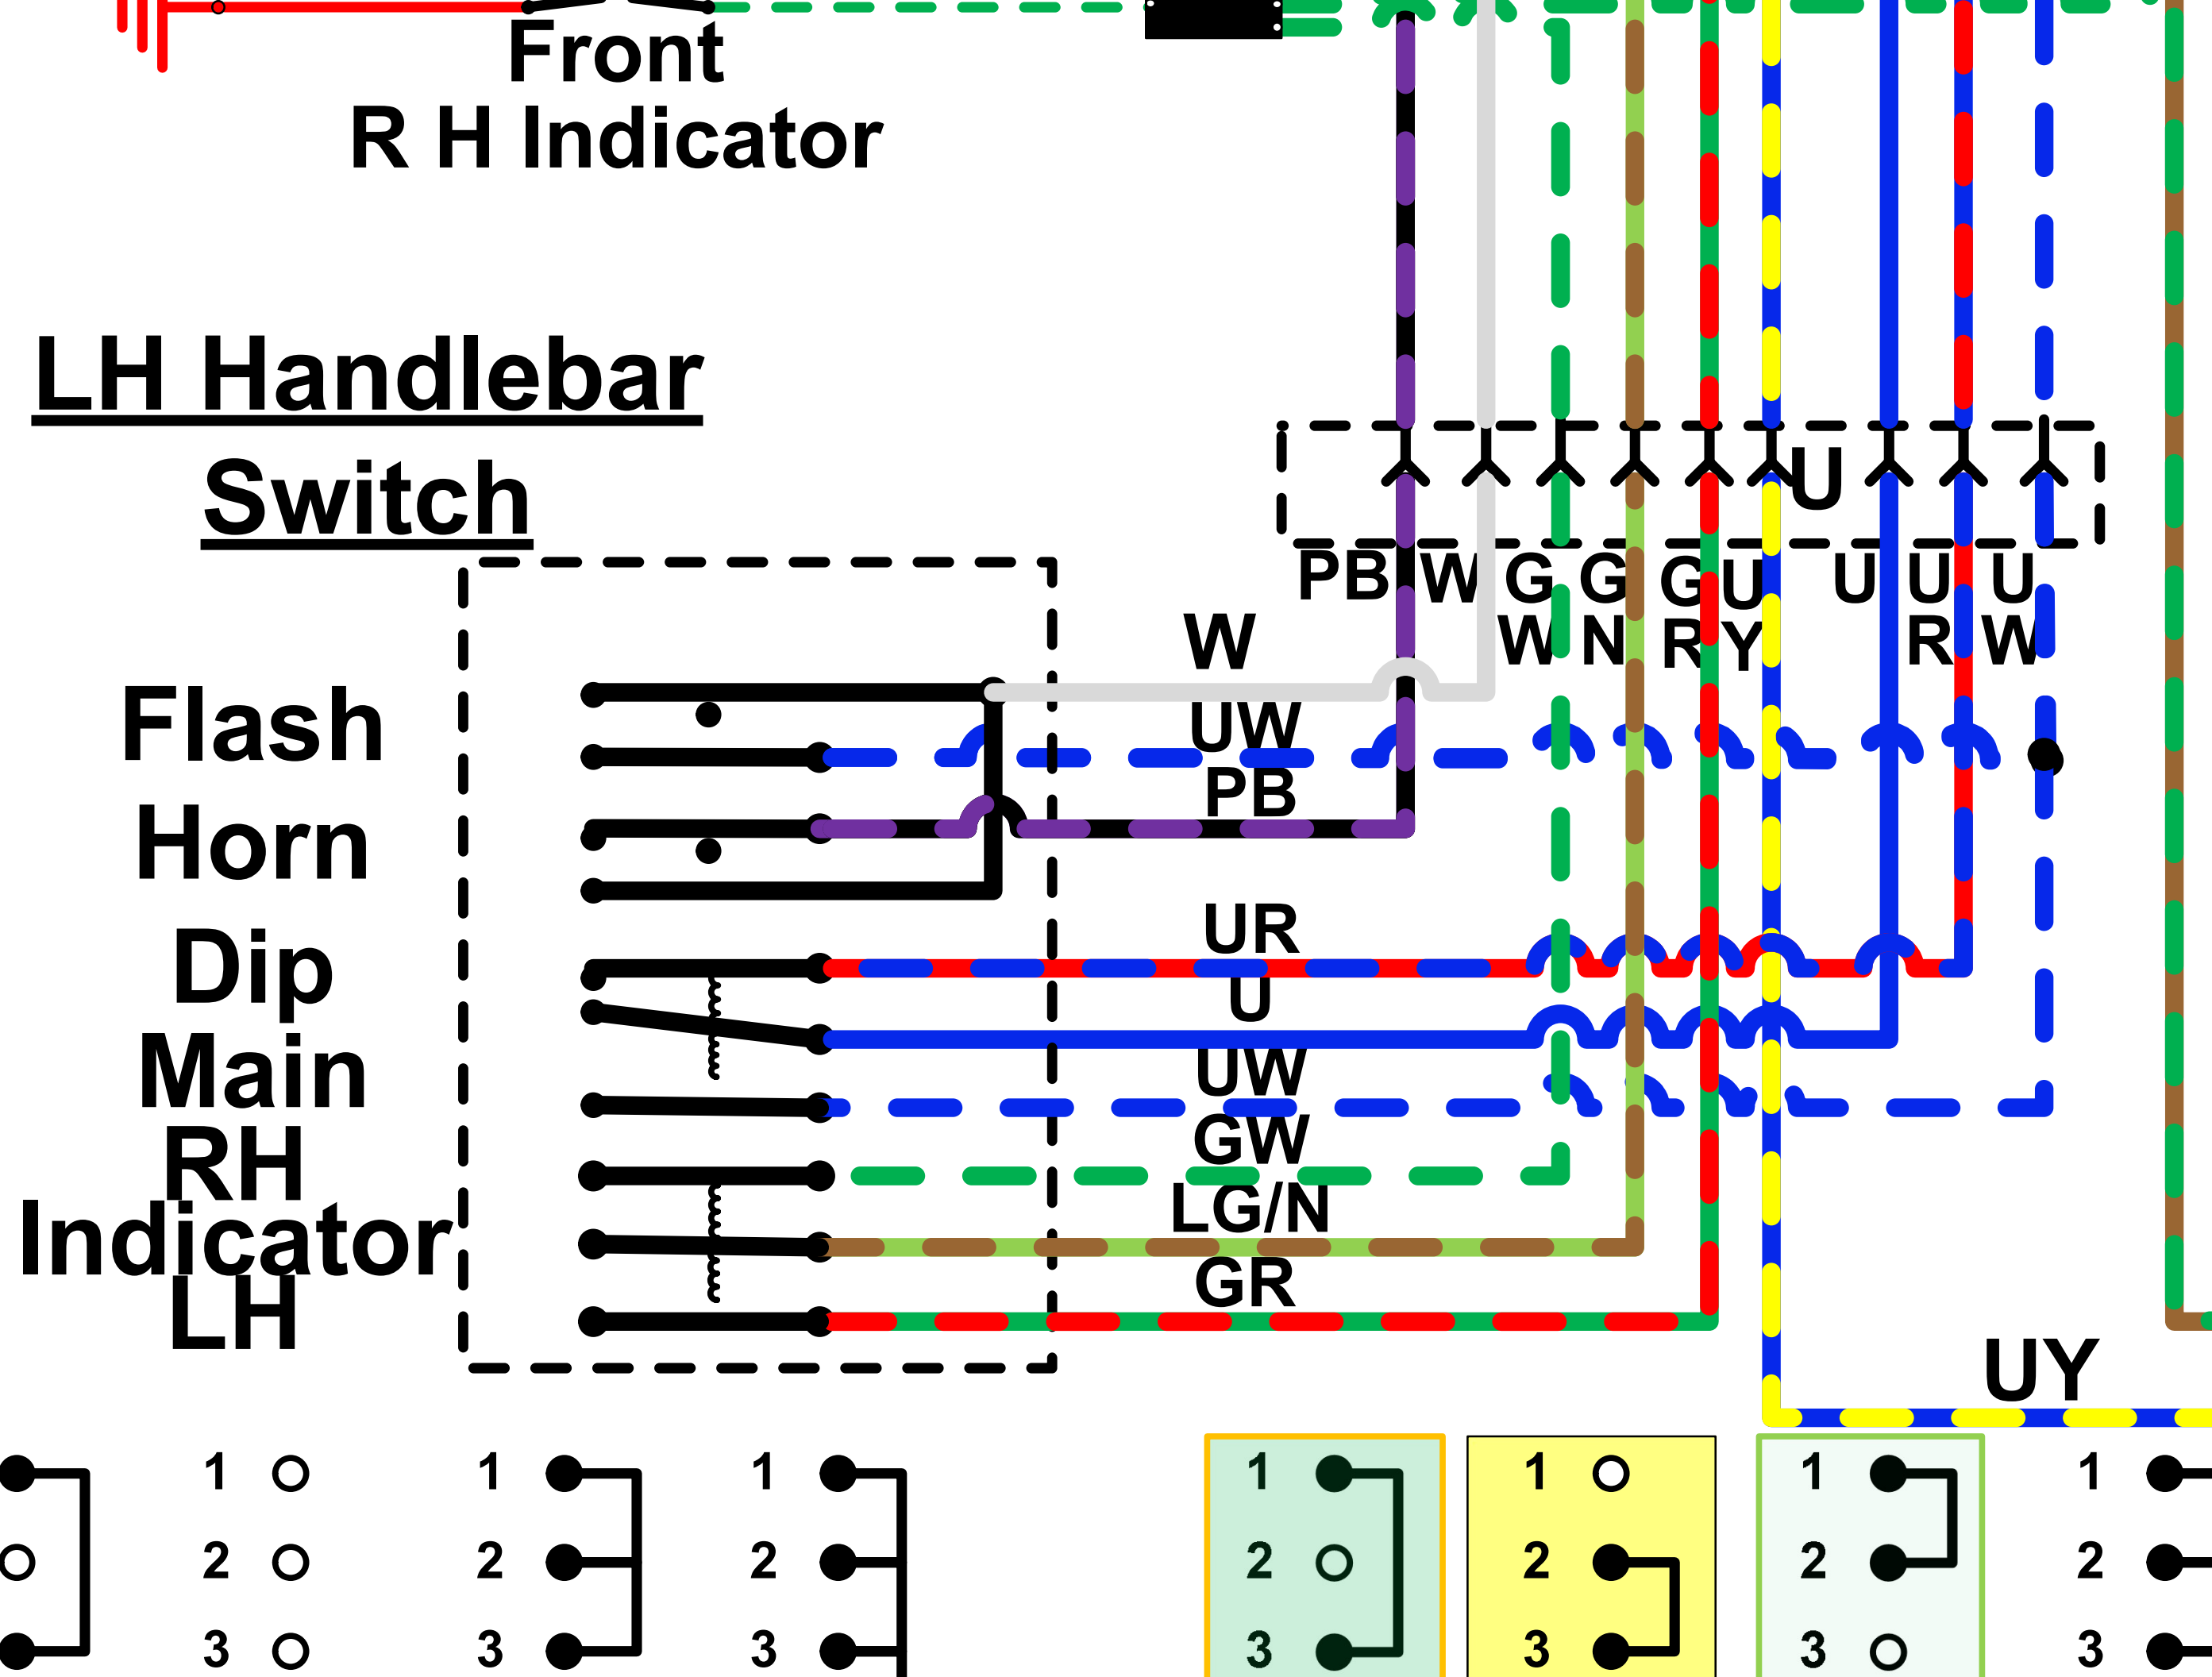 Front
R H Indicator
LH Handlebar
Switch
U
PB W G G G U U U U
W N R Y R W
W
Flash
UW
PB
Horn
UR
Dip
U
Main
UW
GW
RH
LG/N
Indicator
GR
LH
UY
1 1 1 1 1 1 1
2 2 2 2 2 2 2
3 3 3 3 3 3 3